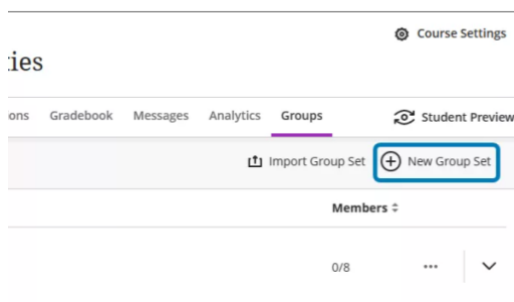 Course Settings
ies
ons Gradebook Messages Analytics Groups Student Preview
Import Group Set New Group Set
Members
0/8